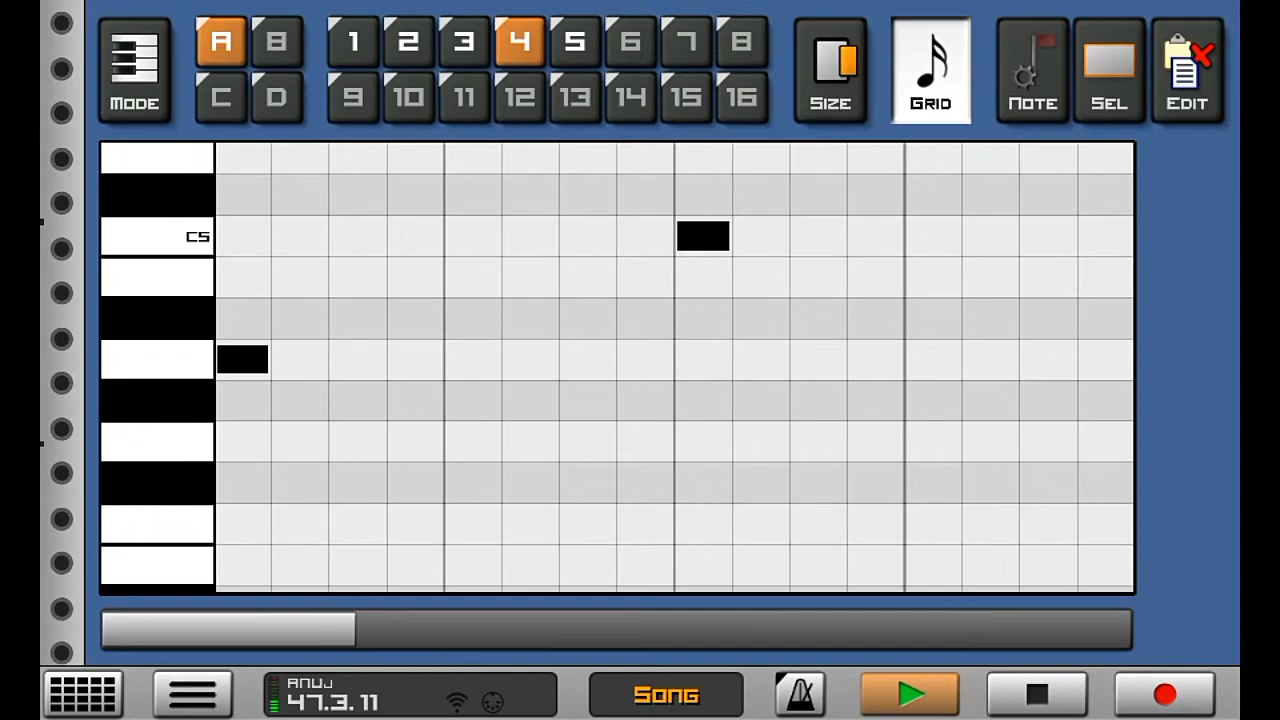 A B 1 2 3 4 5 6 7 8
C D 9 10 11 12 13 14 15 16
MODE SIZE GRID NOTE SEL EDIT
C5
ANUJ
47.3.11
SONG